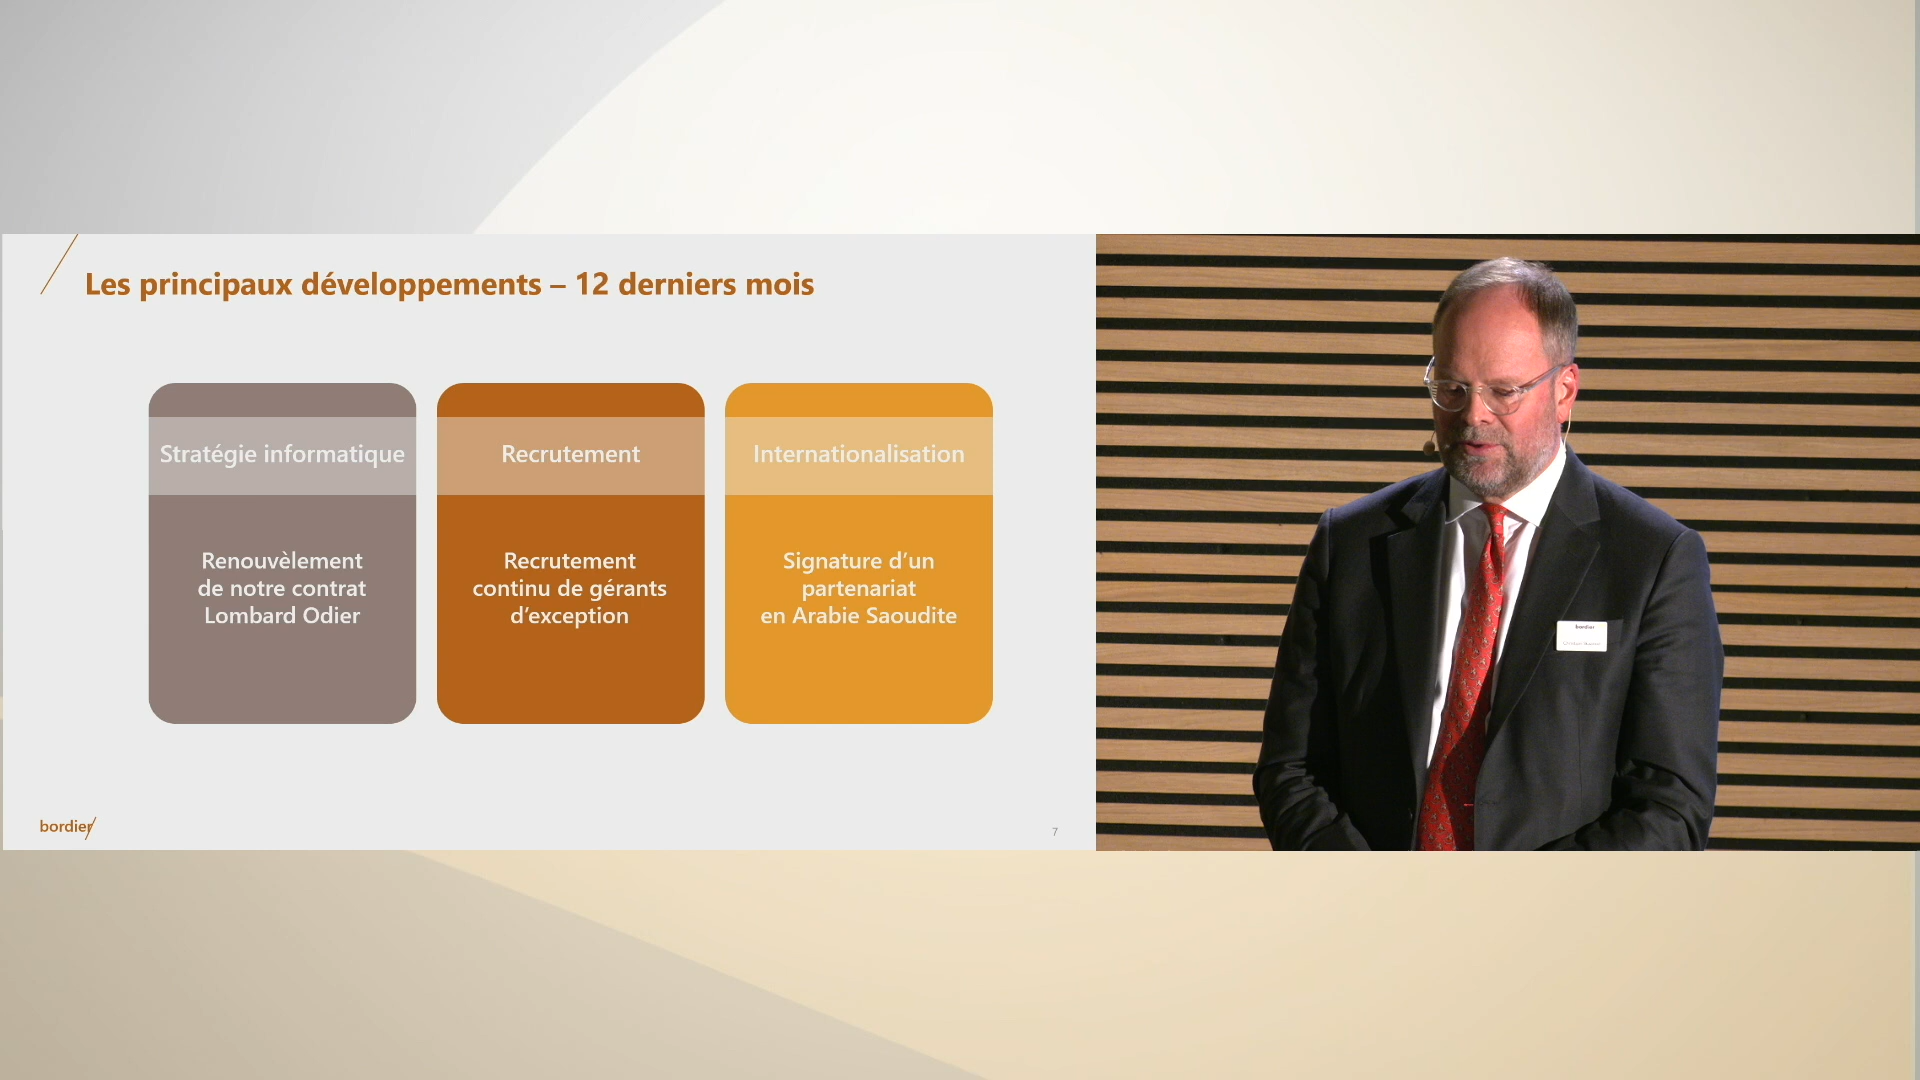 Les principaux développements – 12 derniers mois
Stratégie informatique
Renouvèlement
de notre contrat
Lombard Odier
Recrutement
Recrutement
continu de gérants
d’exception
Internationalisation
Signature d’un
partenariat
en Arabie Saoudite
bordier
7
bordier